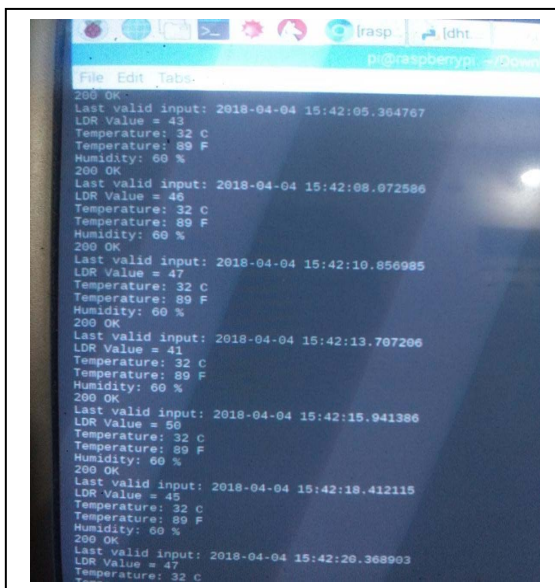 [rasp...
[dht...
pi@raspberrypi: ~/Down
File Edit Tabs
200 OK
Last valid input: 2018-04-04 15:42:05.364767
LDR Value = 43
Temperature: 32 C
Temperature: 89 F
Humidity: 60 %
200 OK
Last valid input: 2018-04-04 15:42:08.072586
LDR Value = 46
Temperature: 32 C
Temperature: 89 F
Humidity: 60 %
200 OK
Last valid input: 2018-04-04 15:42:10.856985
LDR Value = 47
Temperature: 32 C
Temperature: 89 F
Humidity: 60 %
200 OK
Last valid input: 2018-04-04 15:42:13.707206
LDR Value = 41
Temperature: 32 C
Temperature: 89 F
Humidity: 60 %
200 OK
Last valid input: 2018-04-04 15:42:15.941386
LDR Value = 50
Temperature: 32 C
Temperature: 89 F
Humidity: 60 %
200 OK
Last valid input: 2018-04-04 15:42:18.412115
LDR Value = 45
Temperature: 32 C
Temperature: 89 F
Humidity: 60 %
200 OK
Last valid input: 2018-04-04 15:42:20.368903
LDR Value = 47
Temperature: 32 C